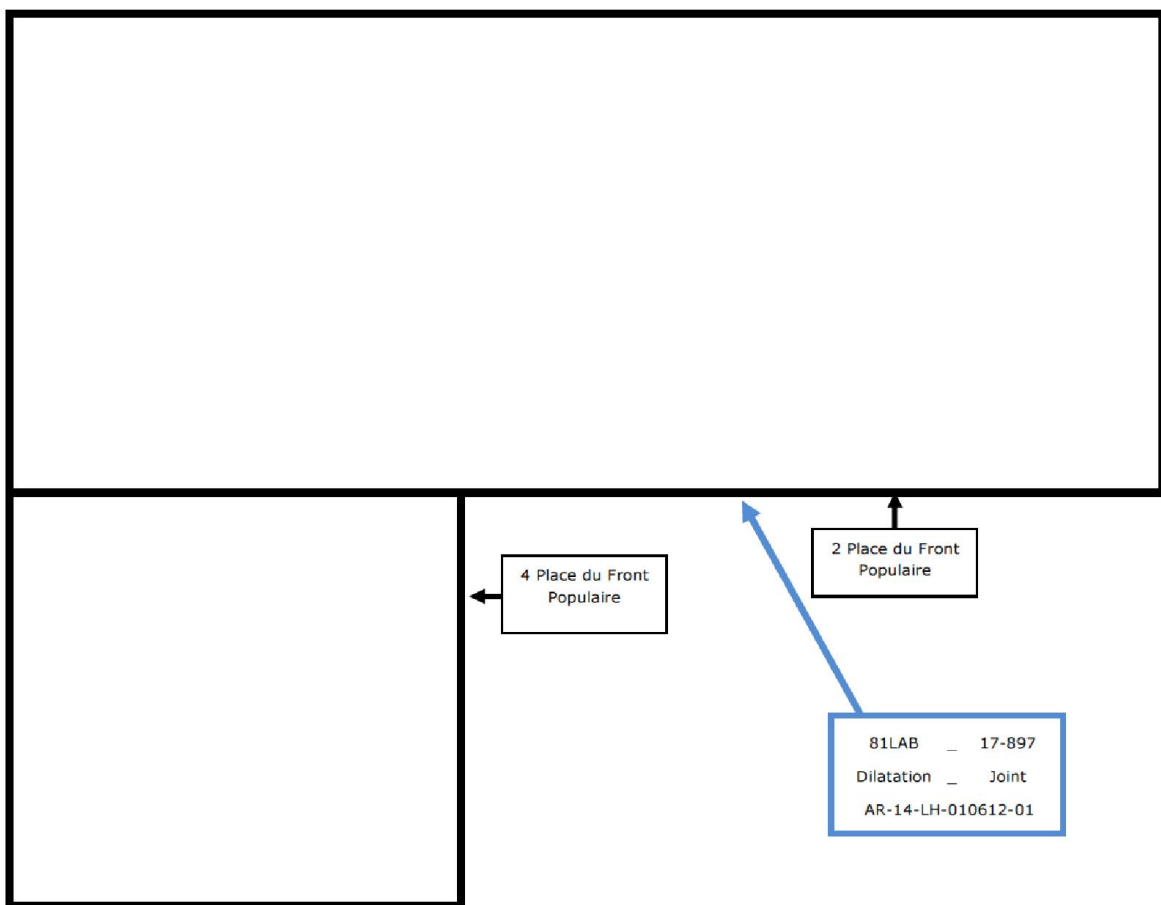 2 Place du Front
Populaire
4 Place du Front
Populaire
81LAB _ 17-897
Dilatation _ Joint
AR-14-LH-010612-01